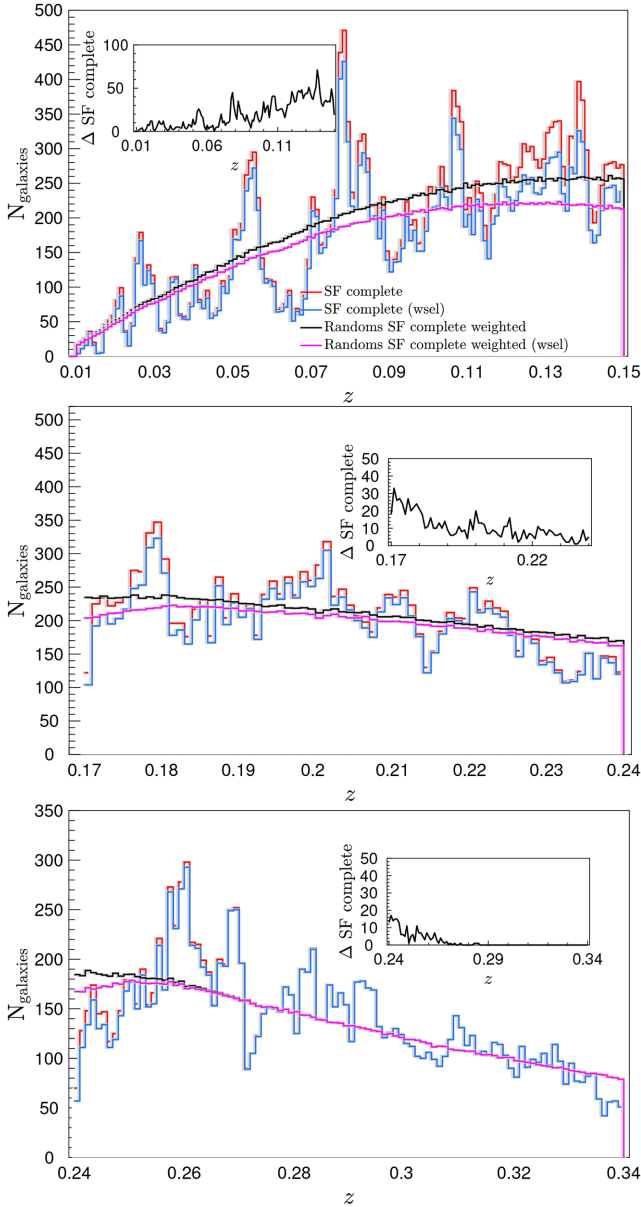 500
450
400
350
300
250
200
150
100
50
0
N_galaxies
100
50
0
Δ SF complete
0.01 0.06 0.11
z
SF complete
SF complete (wsel)
Randoms SF complete weighted
Randoms SF complete weighted (wsel)
0.01 0.03 0.05 0.07 0.09 0.11 0.13 0.15
z
500
450
400
350
300
250
200
150
100
50
0
N_galaxies
50
40
30
20
10
0
Δ SF complete
0.17 0.22
z
0.17 0.18 0.19 0.2 0.21 0.22 0.23 0.24
z
350
300
250
200
150
100
50
0
N_galaxies
50
40
30
20
10
0
Δ SF complete
0.24 0.29 0.34
z
0.24 0.26 0.28 0.3 0.32 0.34
z